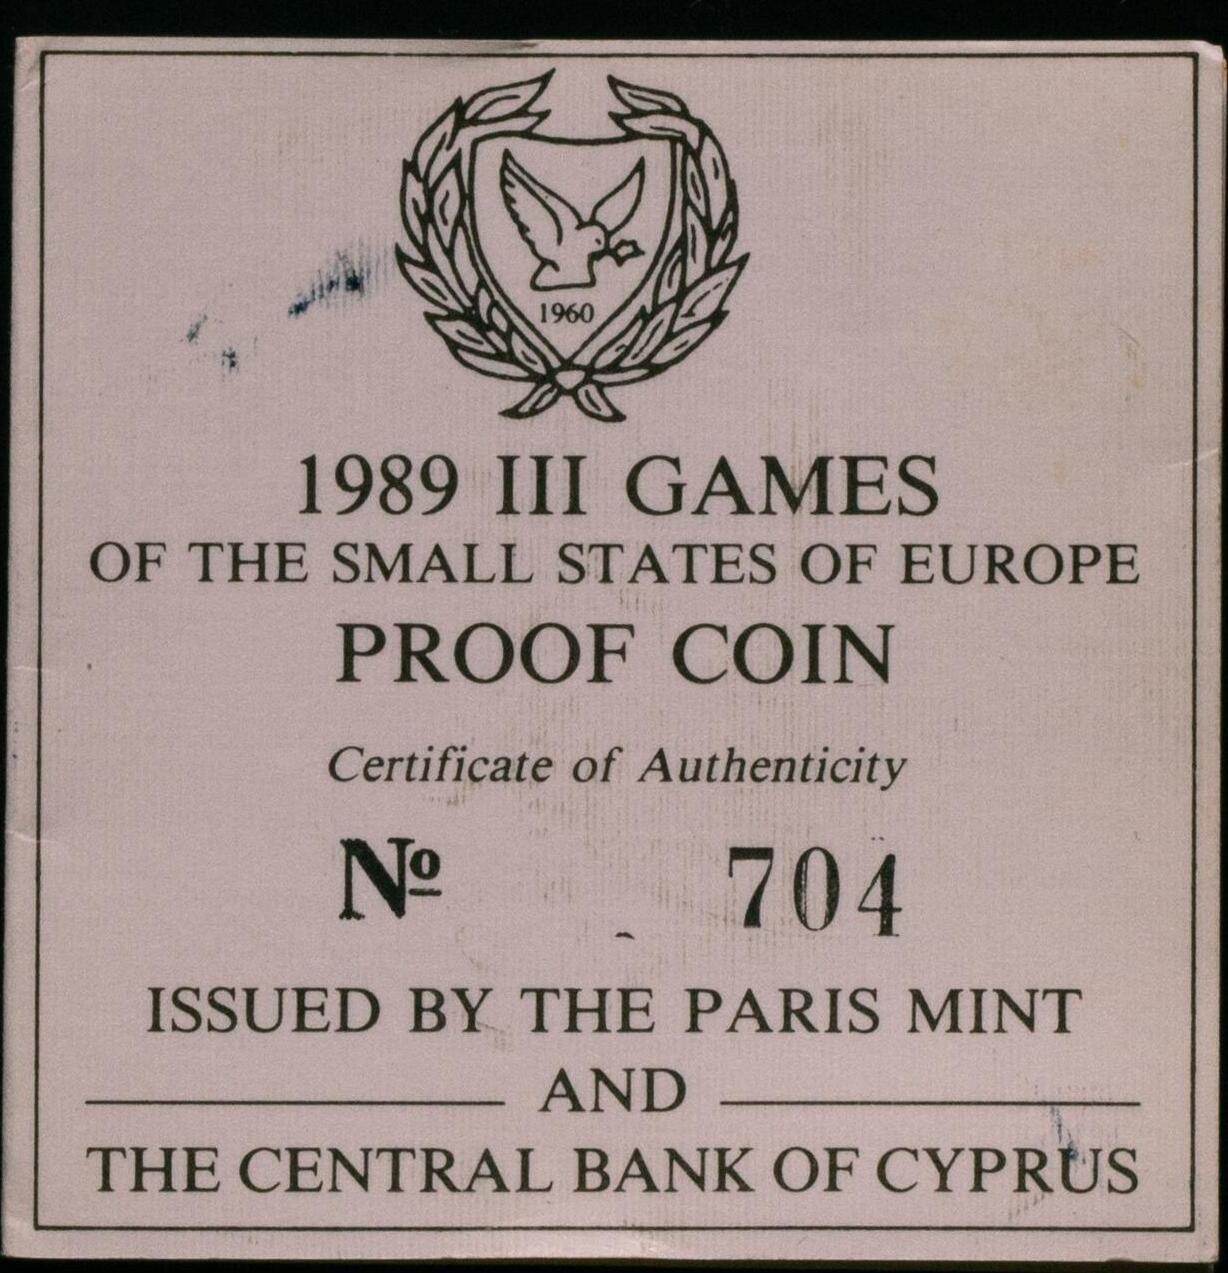 1960
1989 III GAMES
OF THE SMALL STATES OF EUROPE
PROOF COIN
Certificate of Authenticity
Nº 704
ISSUED BY THE PARIS MINT
AND
THE CENTRAL BANK OF CYPRUS